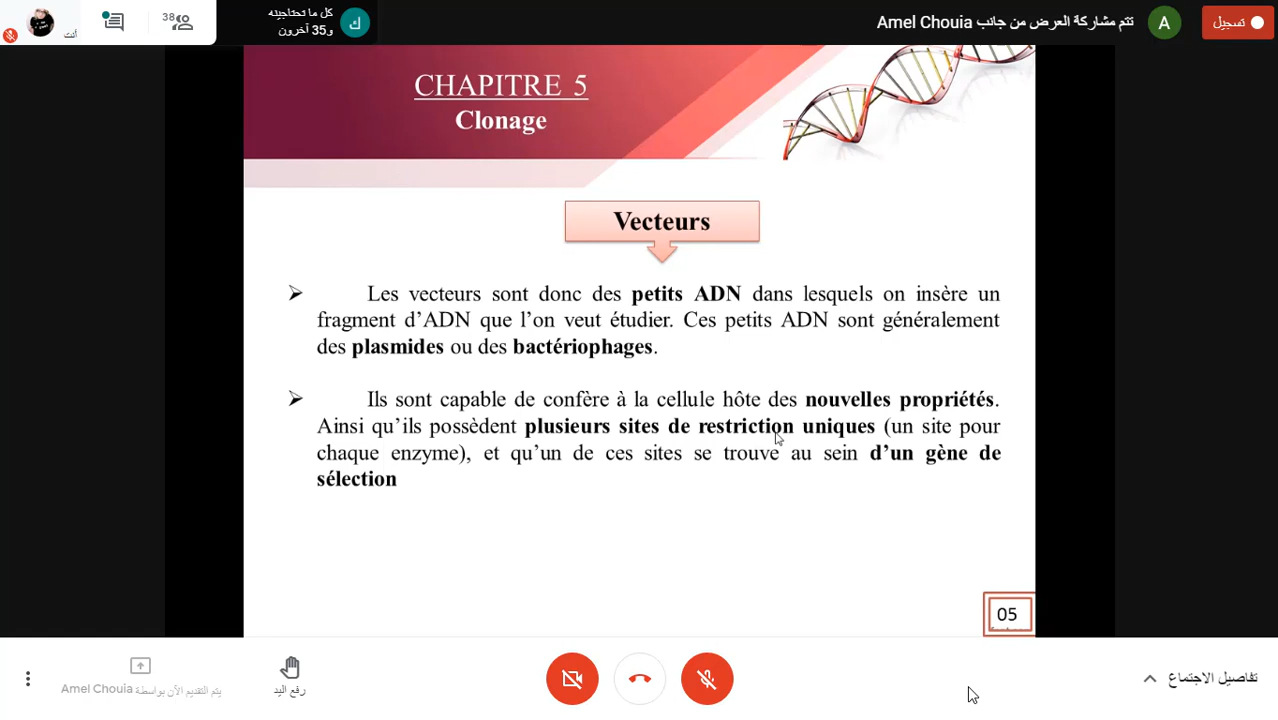 38
أنت
كل ما تحتاجينه
و35 آخرون
ك
تتم مشاركة العرض من جانب Amel Chouia
A
تسجيل
CHAPITRE 5
Clonage
Vecteurs
➢ Les vecteurs sont donc des petits ADN dans lesquels on insère un
fragment d’ADN que l’on veut étudier. Ces petits ADN sont généralement
des plasmides ou des bactériophages.
➢ Ils sont capable de confère à la cellule hôte des nouvelles propriétés.
Ainsi qu’ils possèdent plusieurs sites de restriction uniques (un site pour
chaque enzyme), et qu’un de ces sites se trouve au sein d’un gène de
sélection
05
يتم التقديم الآن بواسطة Amel Chouia
رفع اليد
تفاصيل الاجتماع